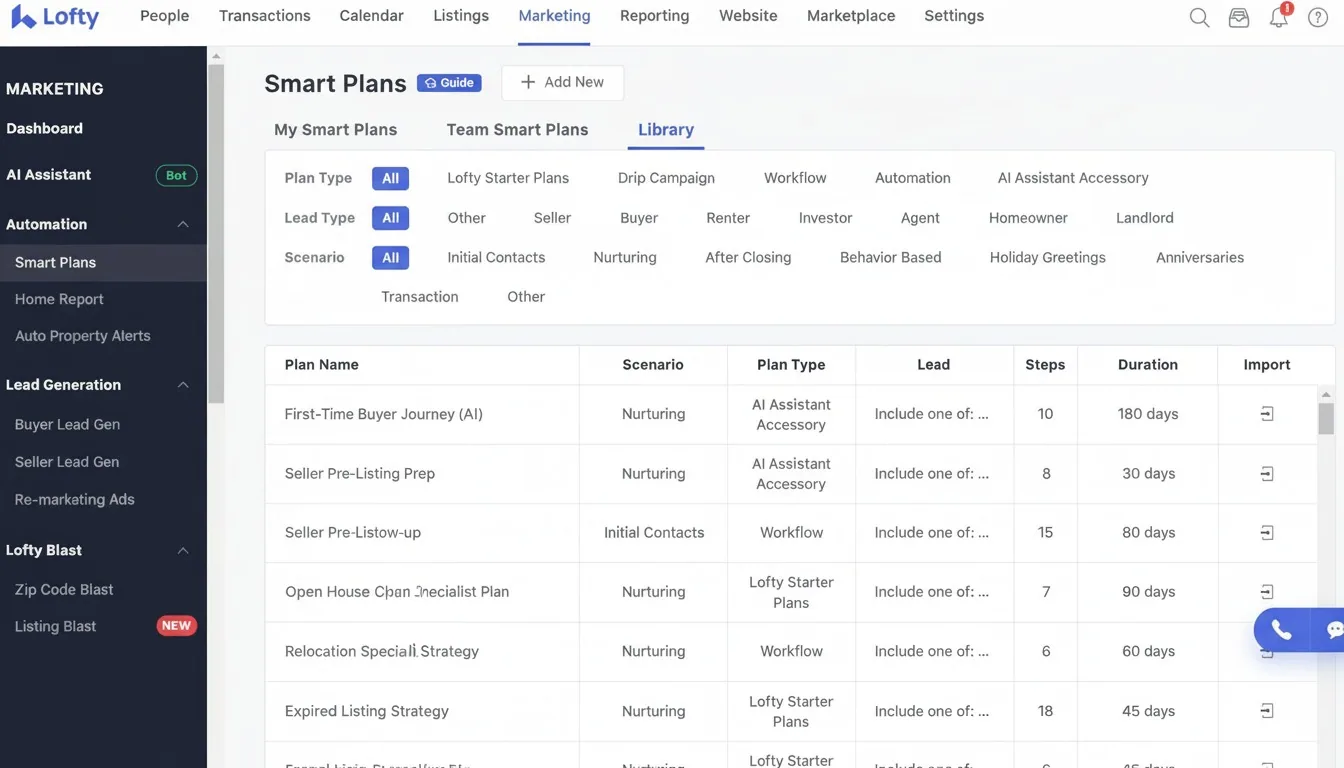 Lofty
People Transactions Calendar Listings Marketing Reporting Website Marketplace Settings
MARKETING
Dashboard
AI Assistant Bot
Automation
Smart Plans
Home Report
Auto Property Alerts
Lead Generation
Buyer Lead Gen
Seller Lead Gen
Re-marketing Ads
Lofty Blast
Zip Code Blast
Listing Blast NEW
Smart Plans Guide + Add New
My Smart Plans Team Smart Plans Library
Plan Type All Lofty Starter Plans Drip Campaign Workflow Automation AI Assistant Accessory
Lead Type All Other Seller Buyer Renter Investor Agent Homeowner Landlord
Scenario All Initial Contacts Nurturing After Closing Behavior Based Holiday Greetings Anniversaries
Transaction Other
Plan Name Scenario Plan Type Lead Steps Duration Import
First-Time Buyer Journey (AI) Nurturing AI Assistant Accessory Include one of: ... 10 180 days
Seller Pre-Listing Prep Nurturing AI Assistant Accessory Include one of: ... 8 30 days
Seller Pre-Listow-up Initial Contacts Workflow Include one of: ... 15 80 days
Open House Plan Nurturing Lofty Starter Plans Include one of: ... 7 90 days
Relocation Strategy Nurturing Workflow Include one of: ... 6 60 days
Expired Listing Strategy Nurturing Lofty Starter Plans Include one of: ... 18 45 days
Lofty Starter